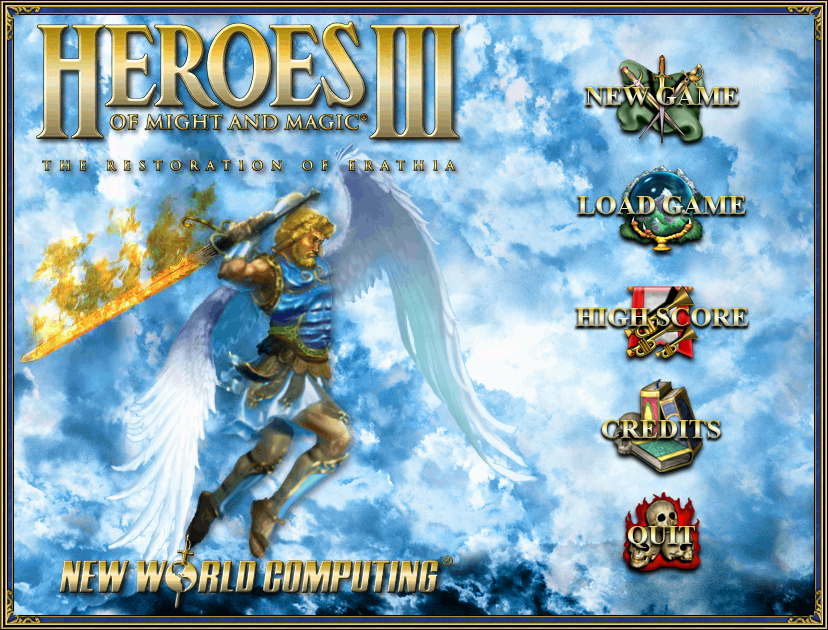 HEROES III
OF MIGHT AND MAGIC®
THE RESTORATION OF ERATHIA
NEW GAME
LOAD GAME
HIGH SCORE
CREDITS
QUIT
NEW WORLD COMPUTING®